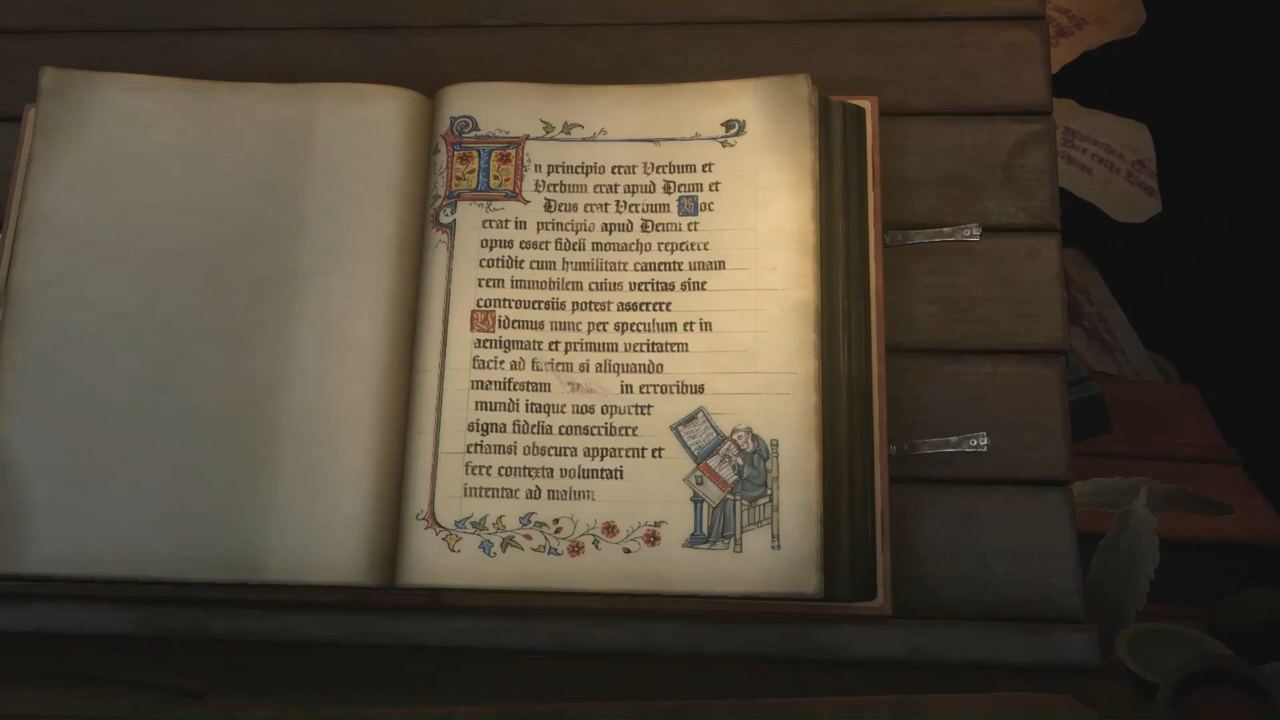 In principio erat Verbum et
Verbum erat apud Deum et
Deus erat Verbum Hoc
erat in principio apud Deum et
opus esset fideli monacho repetere
cotidie cum humilitate canente unam
rem immobilem cuius veritas sine
controversiis potest asserere
Videmus nunc per speculum et in
aenigmate et primum veritatem
facie ad faciem si aliquando
manifestam in erroribus
mundi itaque nos oportet
signa fidelia conscribere
etiamsi obscura apparent et
fere contexta voluntati
intentae ad malum